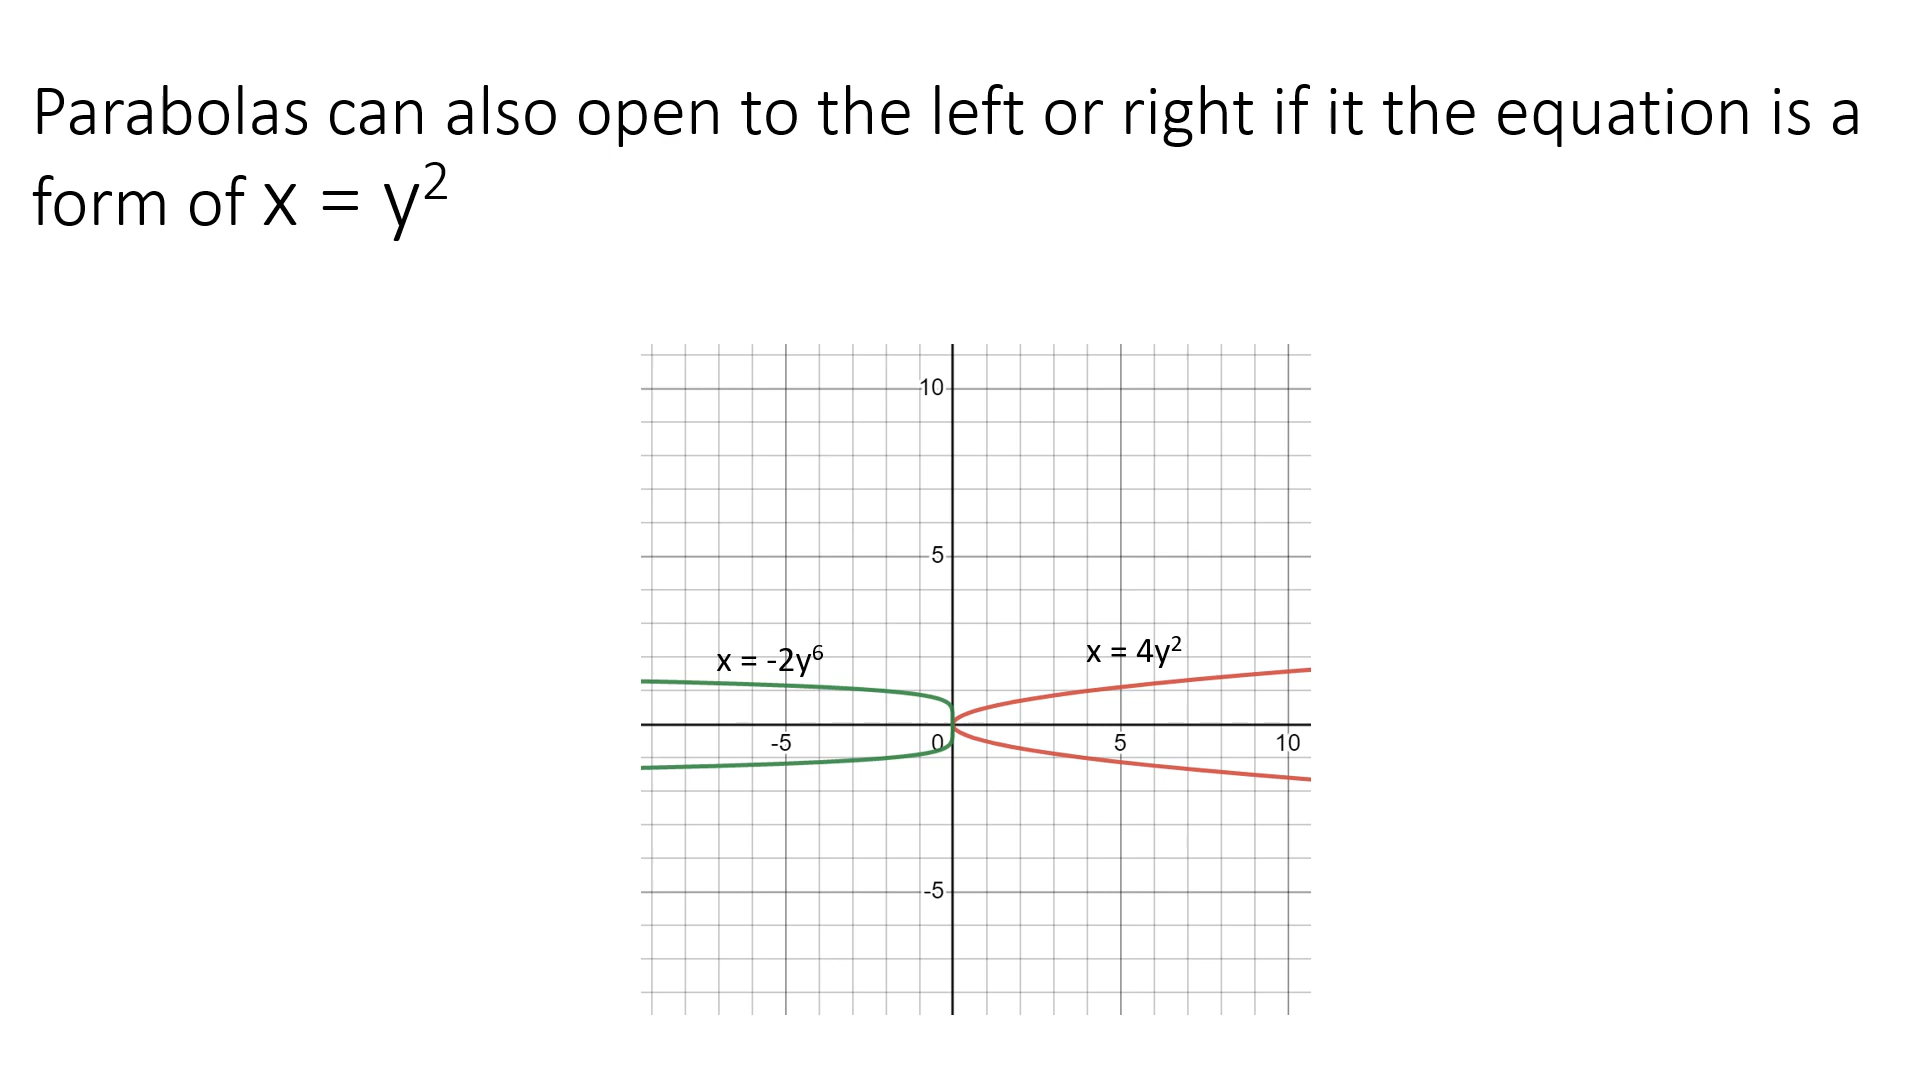 Parabolas can also open to the left or right if it the equation is a
form of x = y²
10
5
x = -2y⁶
x = 4y²
-5
0
5
10
-5